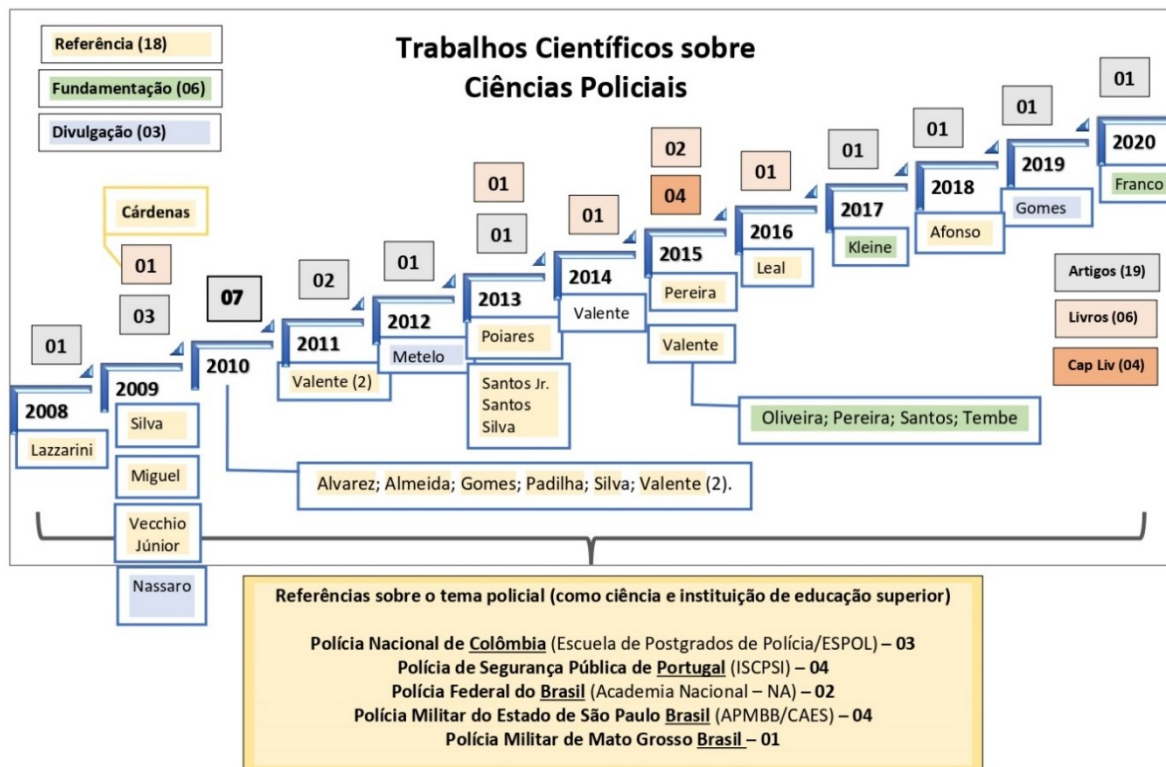 Trabalhos Científicos sobre
Ciências Policiais
Referência (18)
Fundamentação (06)
Divulgação (03)
Cárdenas
01
03
01
2008
Lazzarini
2009
Silva
Miguel
Vecchio
Júnior
Nassaro
07
2010
Alvarez; Almeida; Gomes; Padilha; Silva; Valente (2).
02
2011
Valente (2)
01
2012
Metelo
01
01
2013
Poiares
Santos Jr.
Santos
Silva
01
2014
Valente
02
04
2015
Pereira
Valente
Oliveira; Pereira; Santos; Tembe
01
2016
Leal
01
2017
Kleine
01
2018
Afonso
01
2019
Gomes
01
2020
Franco
Artigos (19)
Livros (06)
Cap Liv (04)
Referências sobre o tema policial (como ciência e instituição de educação superior)
Polícia Nacional de Colômbia (Escuela de Postgrados de Polícia/ESPOL) – 03
Polícia de Segurança Pública de Portugal (ISCPSI) – 04
Polícia Federal do Brasil (Academia Nacional – NA) – 02
Polícia Militar do Estado de São Paulo Brasil (APMBB/CAES) – 04
Polícia Militar de Mato Grosso Brasil – 01